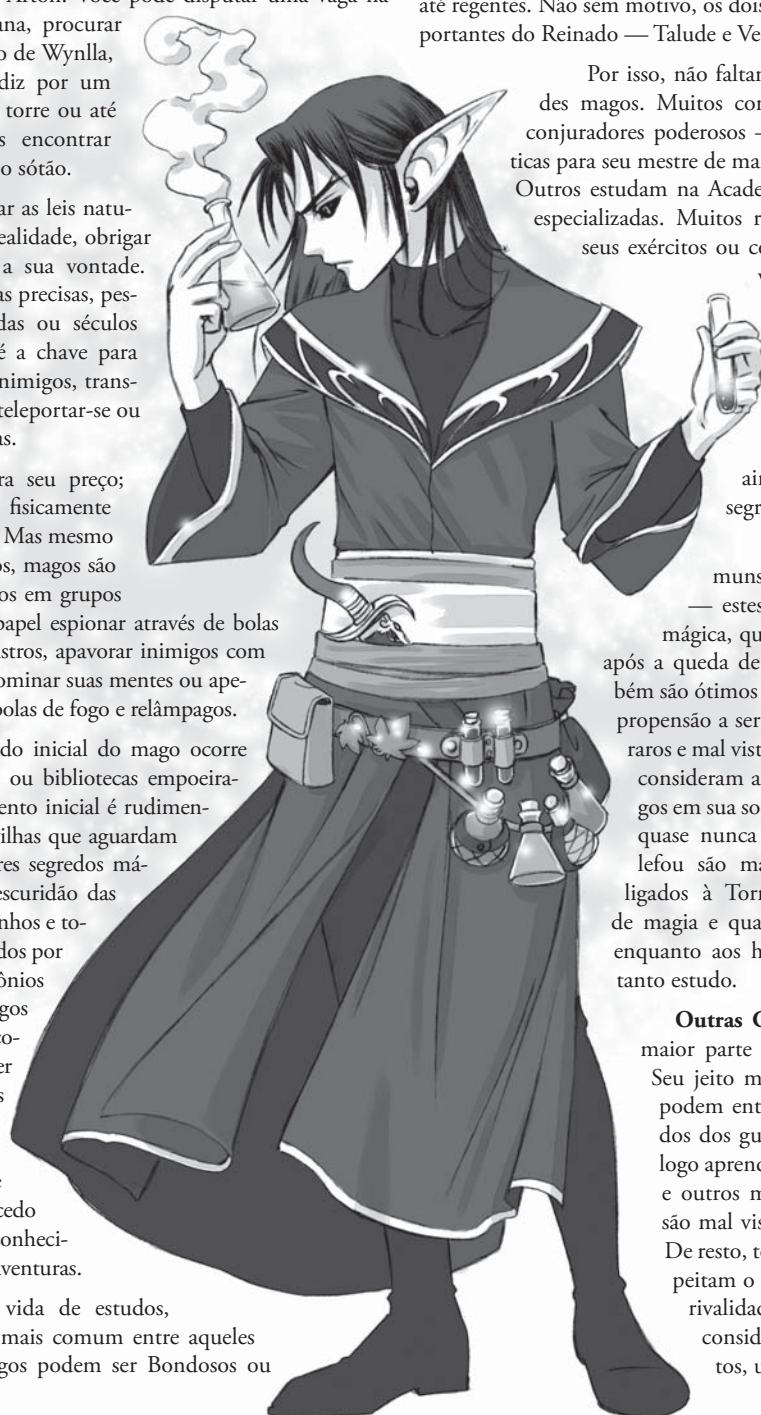 Arton. Você pode disputar uma vaga na
ana, procurar
o de Wynlla,
diz por um
torre ou até
s encontrar
o sótão.
ar as leis natu-
ealidade, obrigar
a sua vontade.
as precisas, pes-
das ou séculos
é a chave para
nimigos, trans-
teleportar-se ou
as.
ra seu preço;
fisicamente
Mas mesmo
os, magos são
os em grupos
papel espionar através de bolas
astros, apavorar inimigos com
ominar suas mentes ou ape-
bolas de fogo e relâmpagos.
do inicial do mago ocorre
ou bibliotecas empoeira-
ento inicial é rudimen-
ilhas que aguardam
res segredos má-
escuridão das
nhos e to-
dos por
ônios
gos
co-
er
s
e
cedo
onheci-
venturas.
vida de estudos,
mais comum entre aqueles
gos podem ser Bondosos ou
até regentes. Não sem motivo, os dois
portantes do Reinado — Talude e Ve
Por isso, não faltar
des magos. Muitos com
conjuradores poderosos –
ticas para seu mestre de ma
Outros estudam na Acade
especializadas. Muitos r
seus exércitos ou co
v
ain
segr
muns
— estes
mágica, qu
após a queda de
bém são ótimos
propensão a ser
raros e mal vist
consideram a
gos em sua so
quase nunca
lefou são ma
ligados à Torr
de magia e qua
enquanto aos h
tanto estudo.
Outras C
maior parte
Seu jeito m
podem ent
dos dos gu
logo aprend
e outros m
são mal vis
De resto, t
peitam o
rivalidad
consid
tos, u